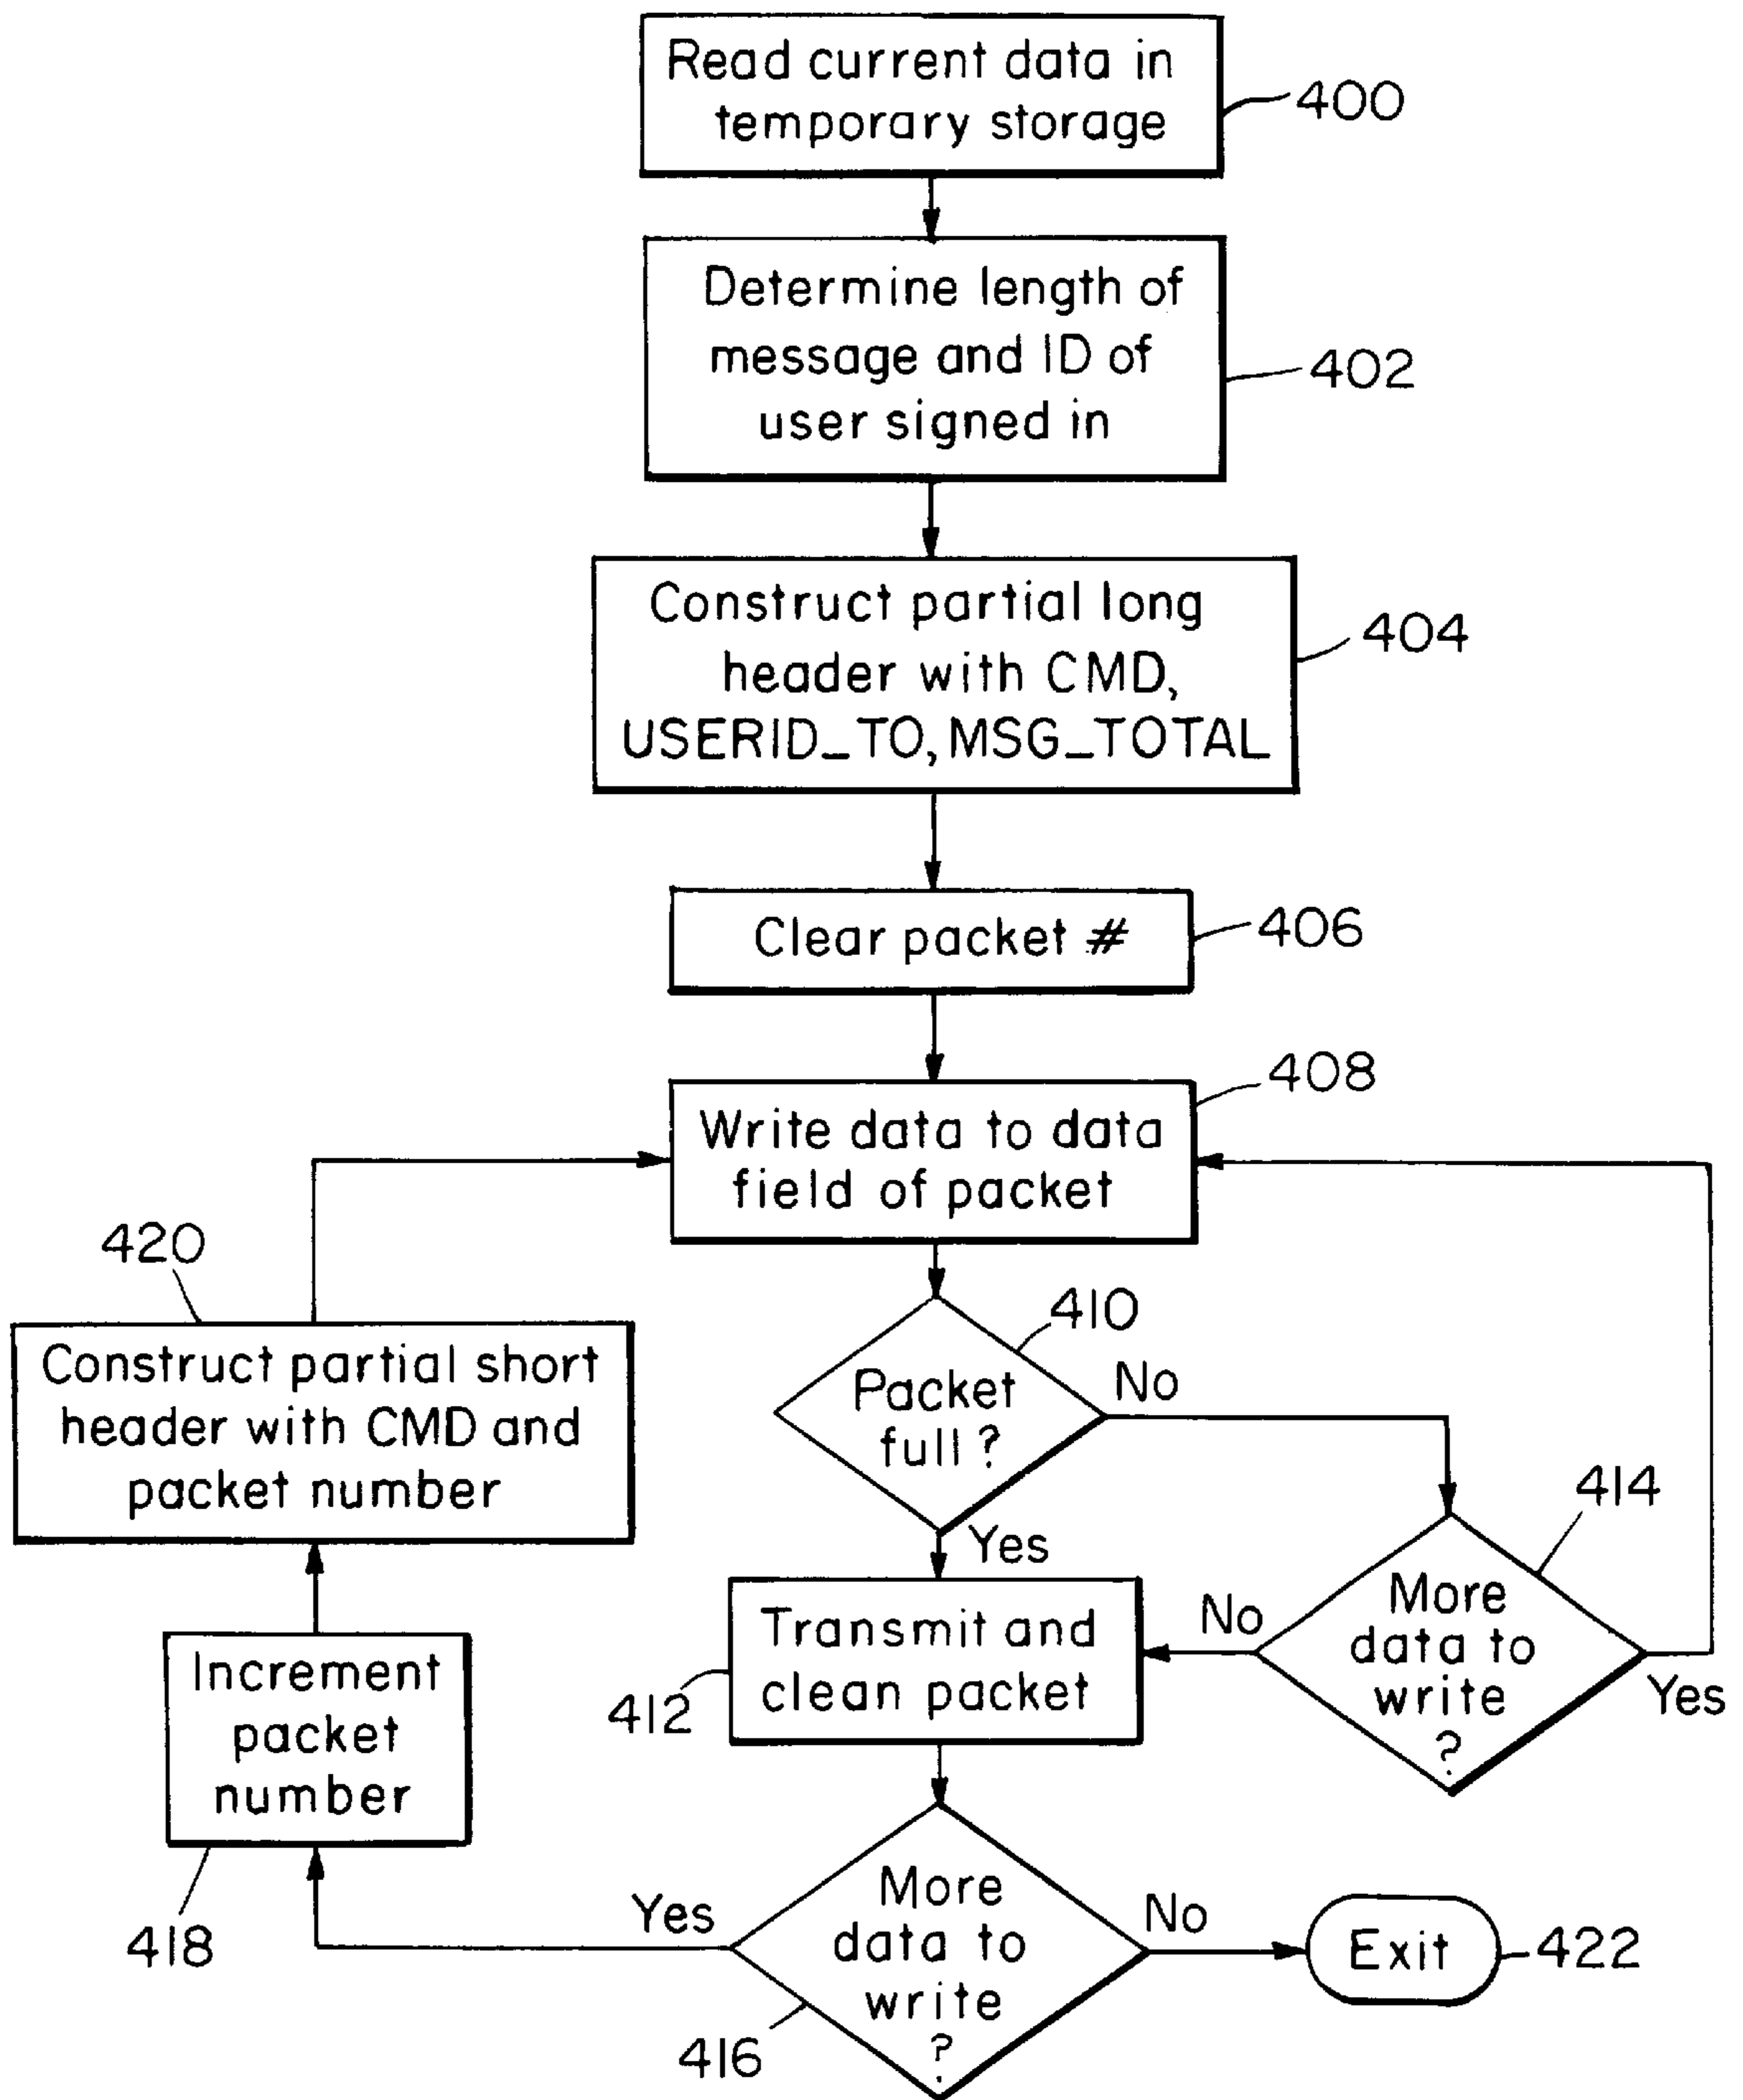 Read current data in
temporary storage
400
Determine length of
message and ID of
user signed in
402
Construct partial long
header with CMD,
USERID_TO, MSG_TOTAL
404
Clear packet #
406
408
Write data to data
field of packet
420
Construct partial short
header with CMD and
packet number
410
Packet
full?
No
Yes
414
More
data to
write
?
No
Yes
Transmit and
clean packet
412
Increment
packet
number
418
More
data to
write
?
Yes
No
416
Exit
422